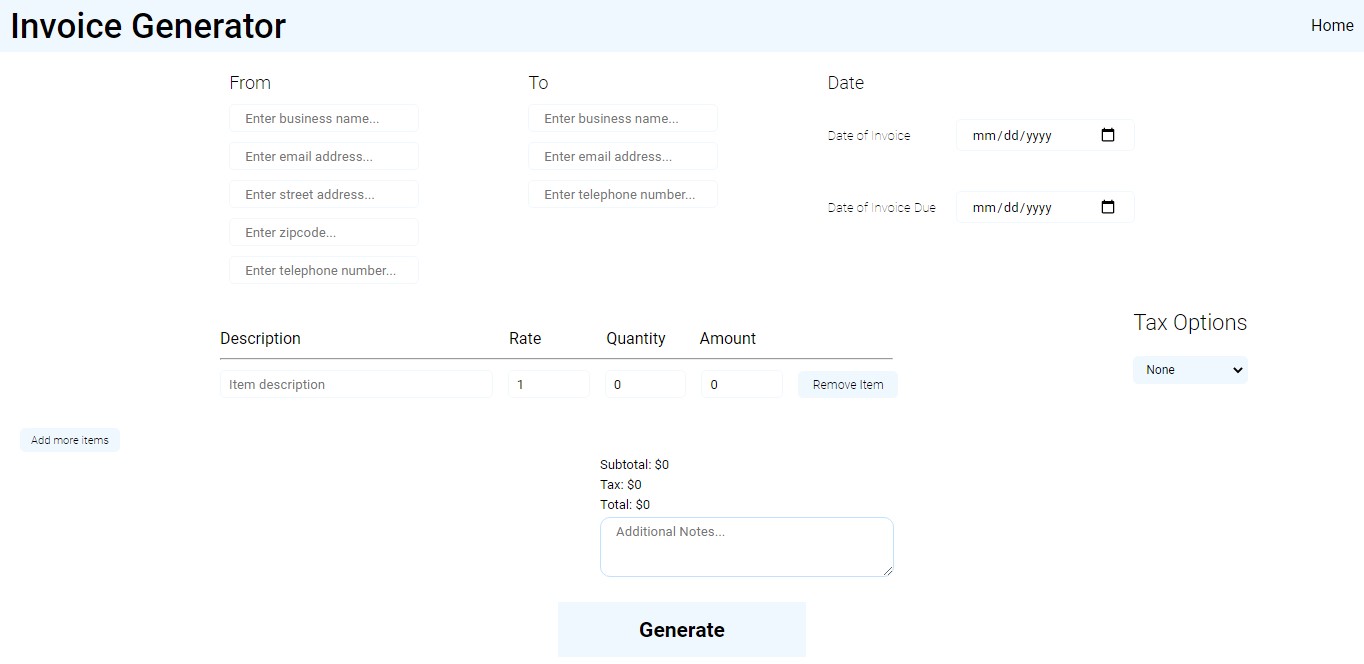 Invoice Generator
Home
From
Enter business name...
Enter email address...
Enter street address...
Enter zipcode...
Enter telephone number...
To
Enter business name...
Enter email address...
Enter telephone number...
Date
Date of Invoice mm/dd/yyyy
Date of Invoice Due mm/dd/yyyy
Tax Options
None
Description Rate Quantity Amount
Item description 1 0 0 Remove Item
Add more items
Subtotal: $0
Tax: $0
Total: $0
Additional Notes...
Generate